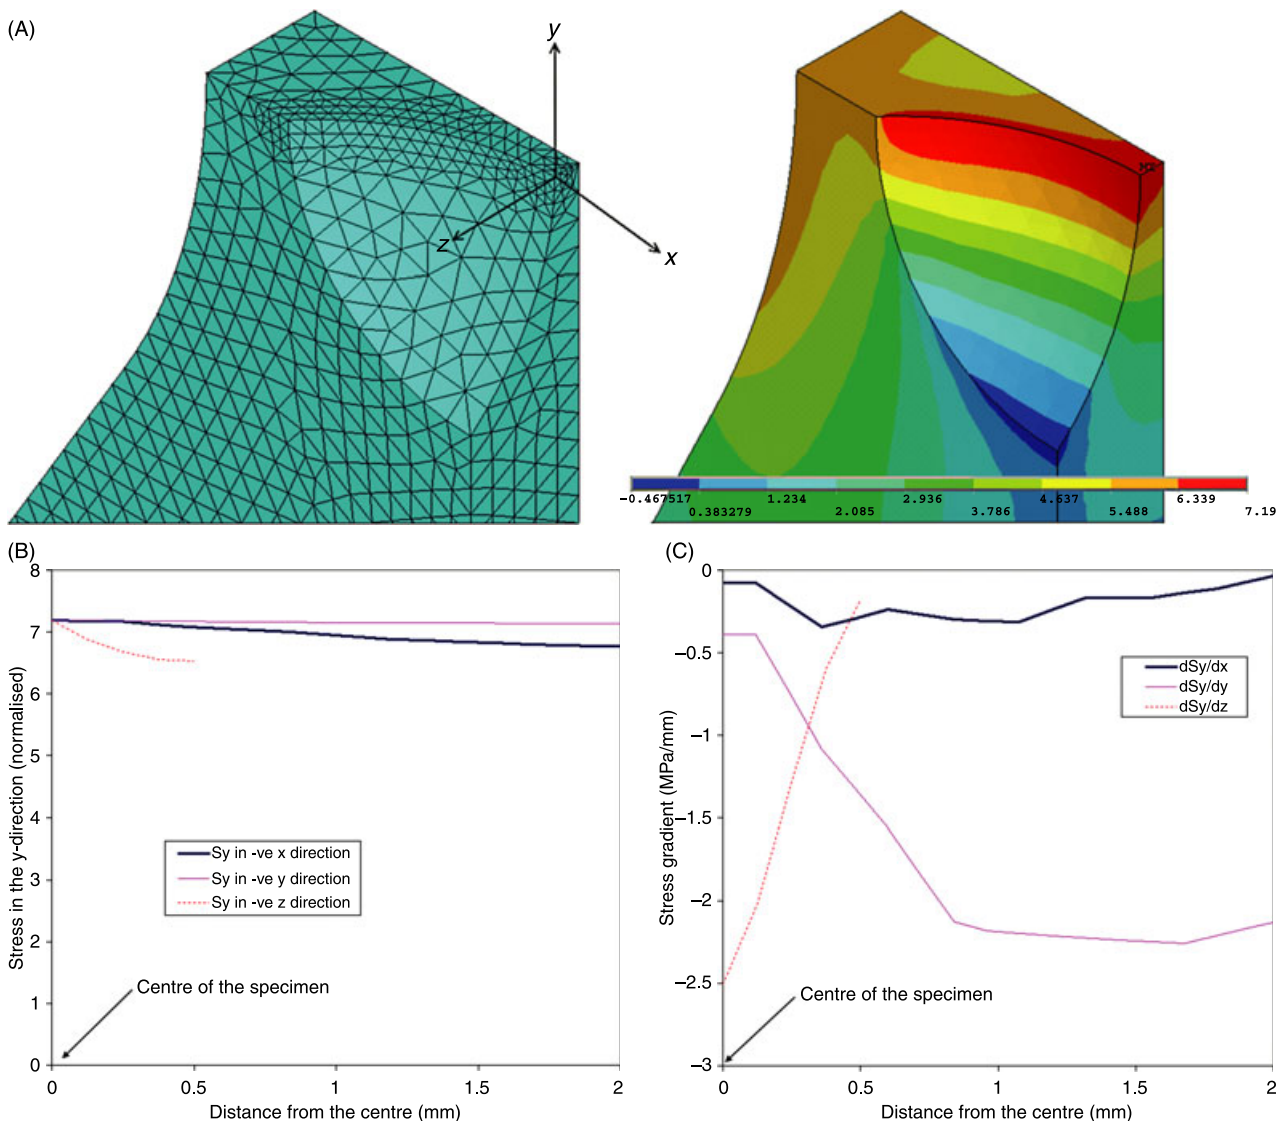 (A)
y
z
x
MX
-0.467517
0.383279
1.234
2.085
2.936
3.786
4.637
5.488
6.339
7.19
(B)
8
7
6
5
7
3
2
1
0
Stress in the y-direction (normalised)
Sy in -ve x direction
Sy in -ve y direction
Sy in -ve z direction
Centre of the specimen
0
0.5
1
1.5
2
Distance from the centre (mm)
(C)
0
−0.5
−1
−1.5
−2
−2.5
−3
Stress gradient (MPa/mm)
dSy/dx
dSy/dy
dSy/dz
Centre of the specimen
0
0.5
1
1.5
2
Distance from the centre (mm)